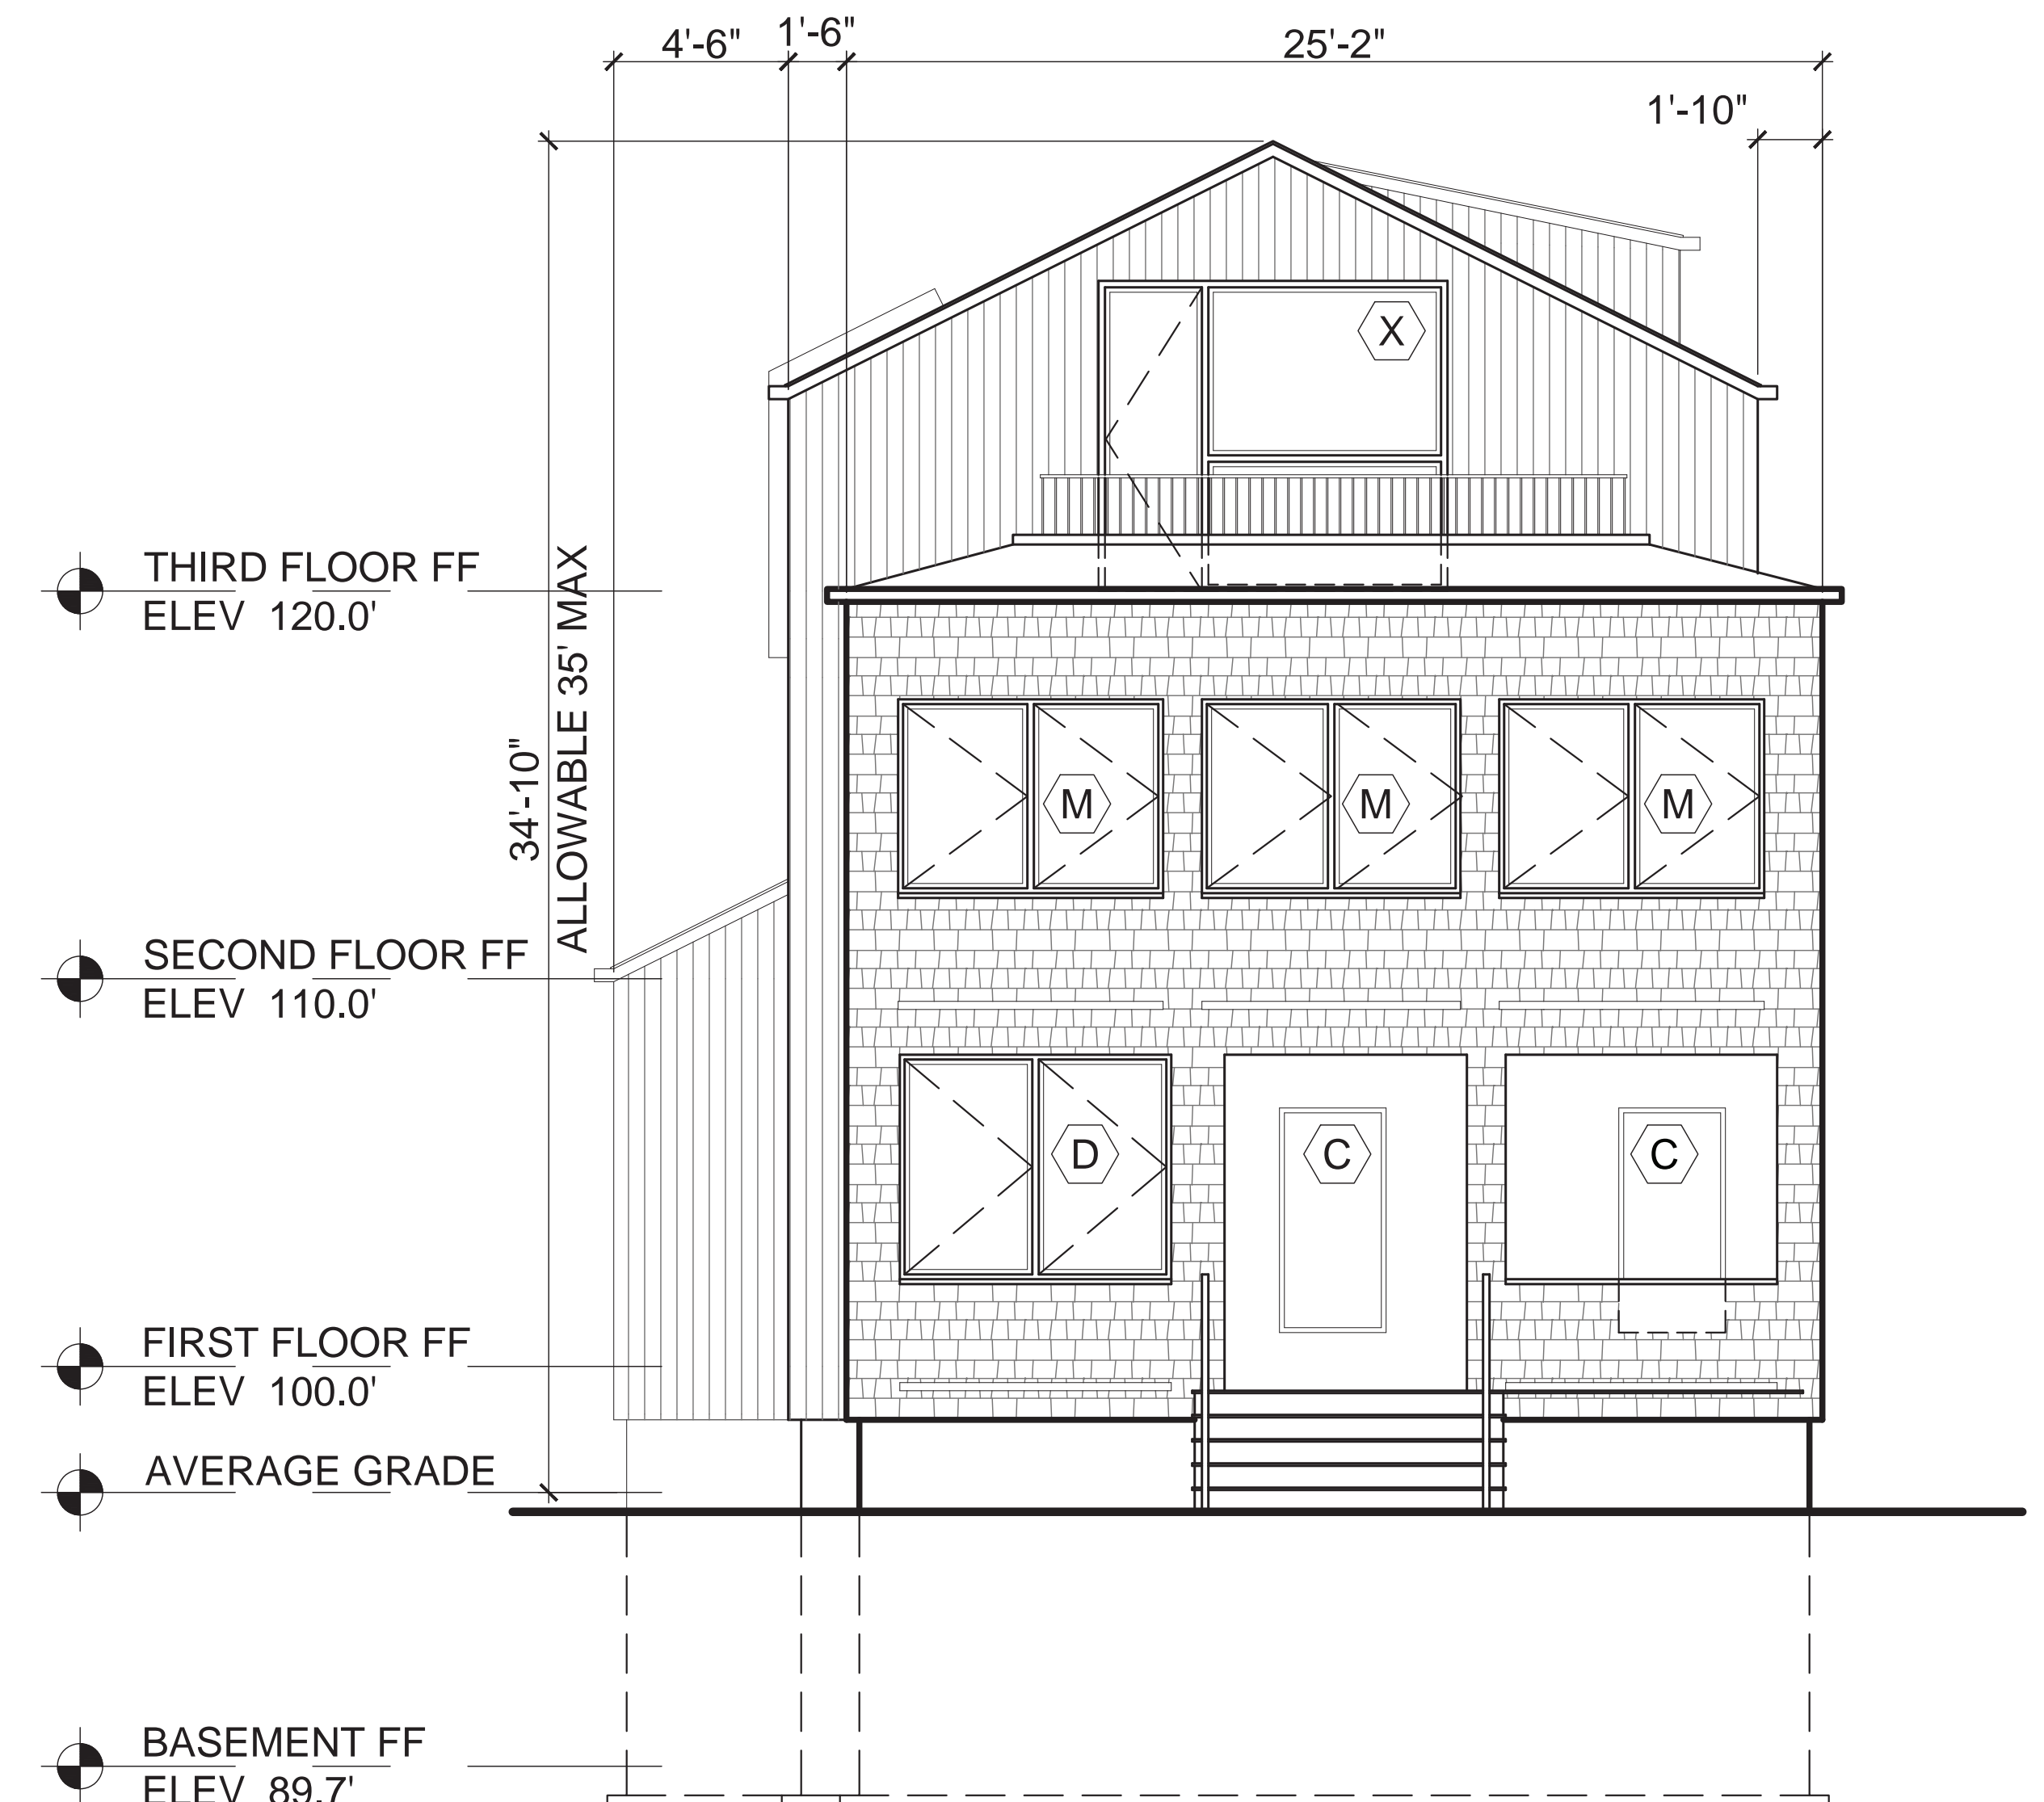 4'-6"
1'-6"
25'-2"
1'-10"
X
THIRD FLOOR FF
ELEV 120.0'
34'-10"
ALLOWABLE 35' MAX
M
M
M
SECOND FLOOR FF
ELEV 110.0'
D
C
C
FIRST FLOOR FF
ELEV 100.0'
AVERAGE GRADE
BASEMENT FF
ELEV 89.7'